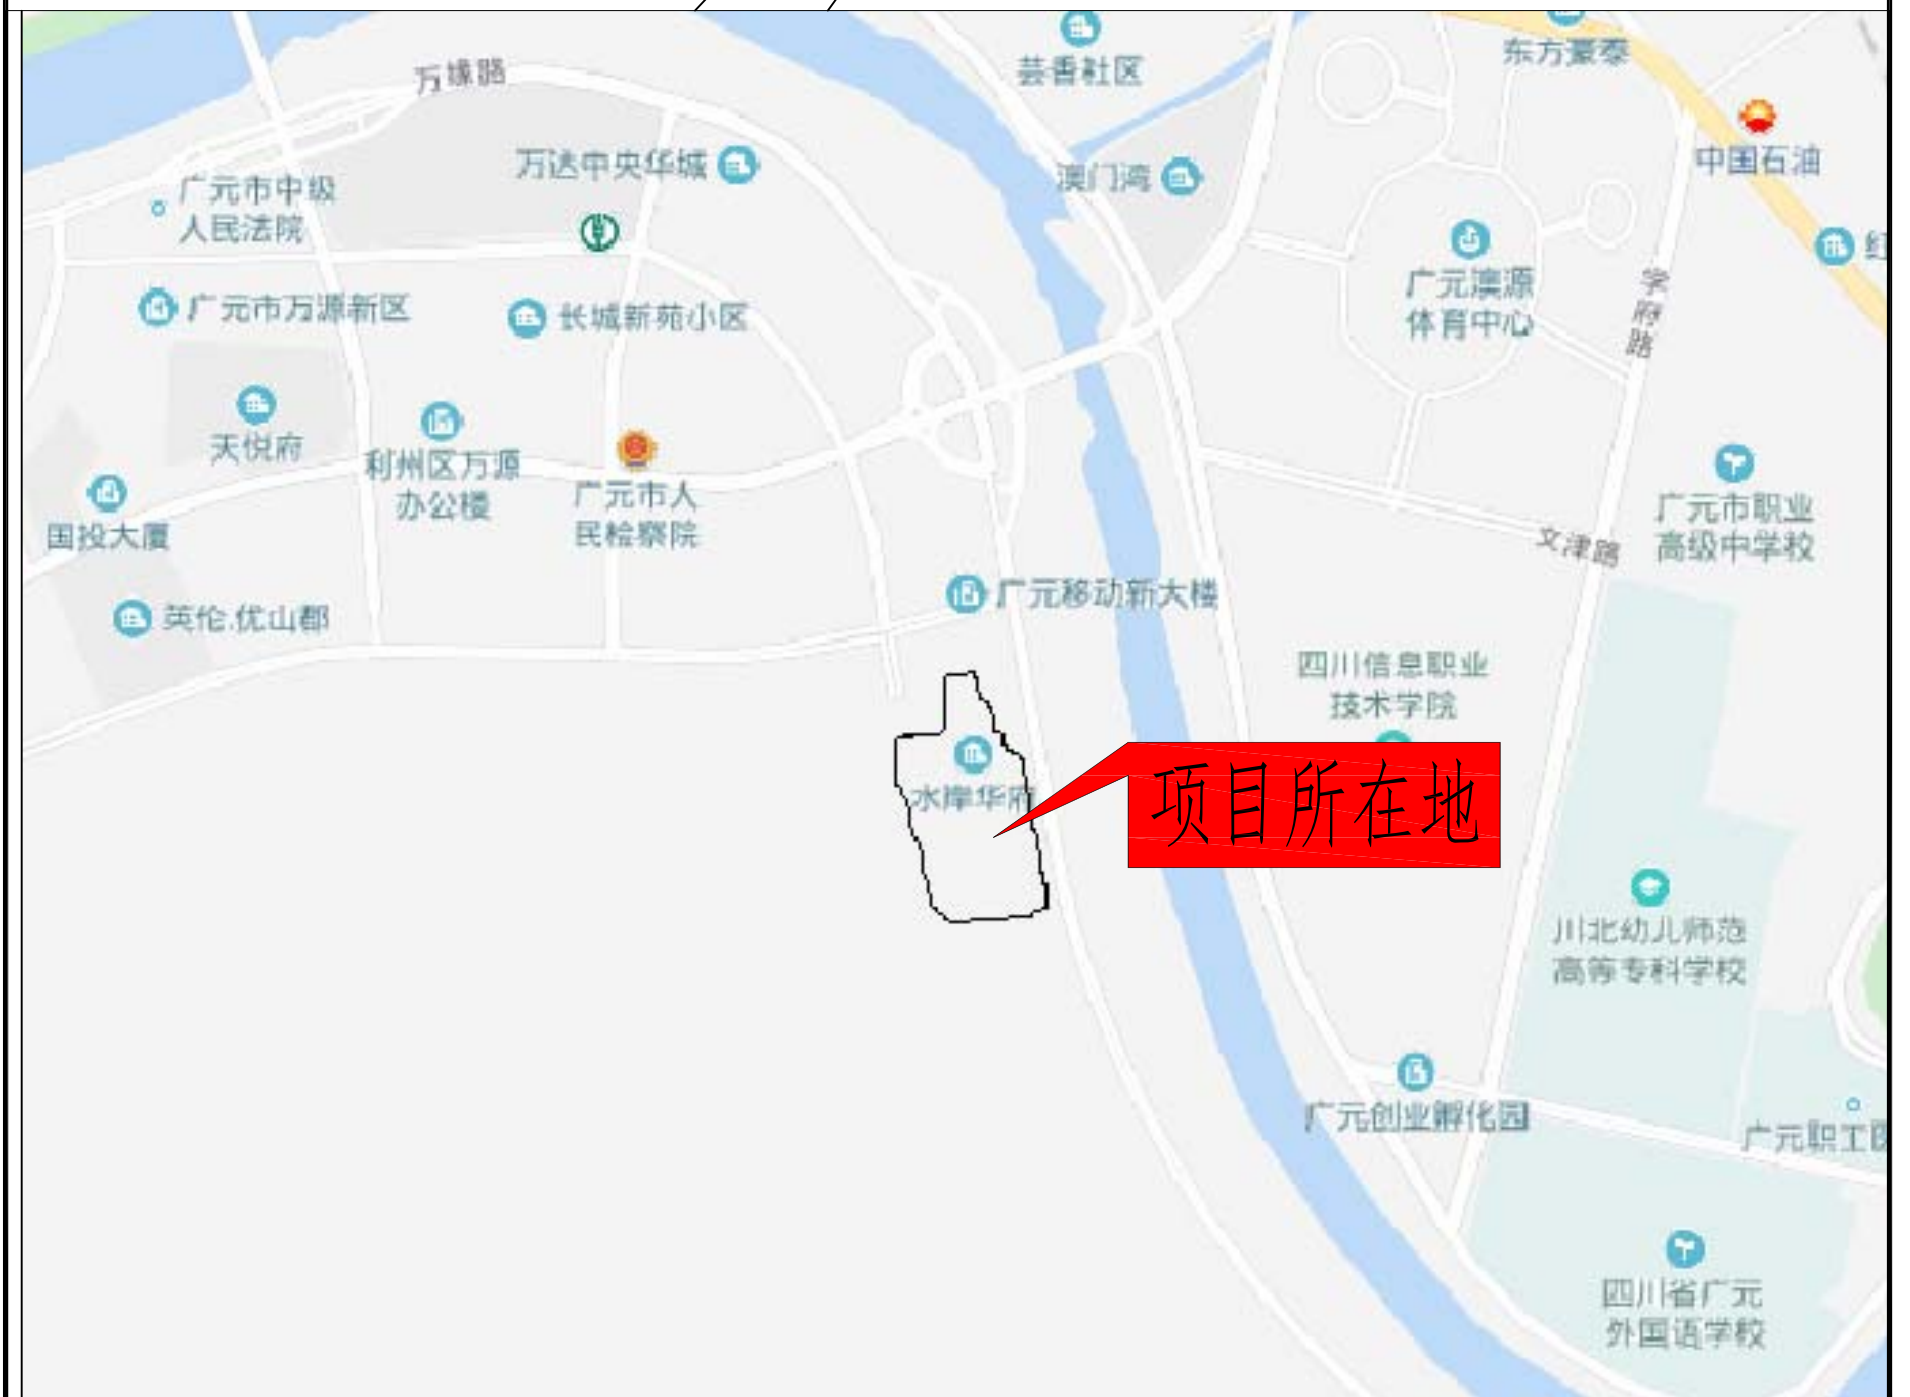 芸香社区
东方豪泰
万缘路
中国石油
万达中央华城
澳门湾
广元市中级
人民法院
红
广元澳源
体育中心
学府路
广元市万源新区
长城新苑小区
天悦府
利州区万源
办公楼
广元市人
民检察院
国投大厦
广元市职业
高级中学校
文津路
英伦.优山郡
广元移动新大楼
四川信息职业
技术学院
水岸华府
项目所在地
川北幼儿师范
高等专科学校
广元创业孵化园
广元职工医
四川省广元
外国语学校